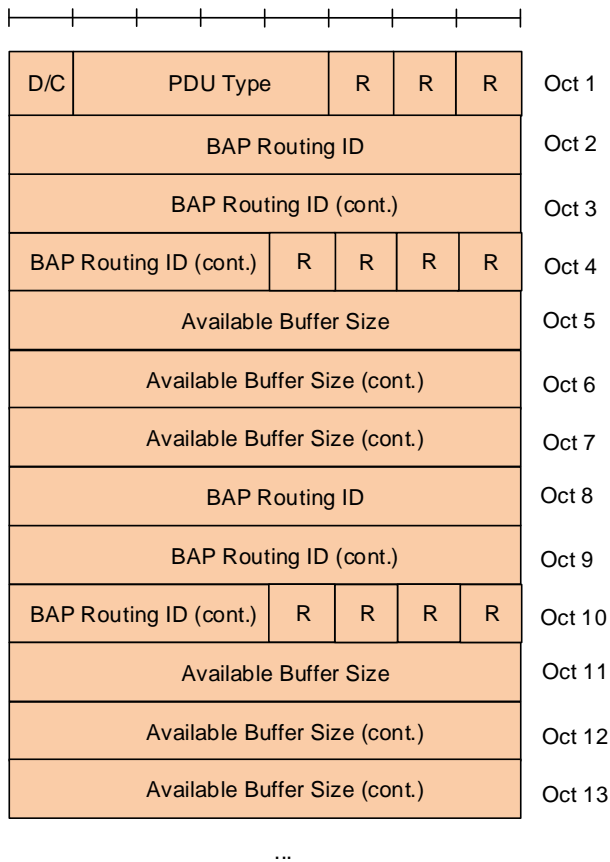 D/C PDU Type R R R Oct 1
BAP Routing ID Oct 2
BAP Routing ID (cont.) Oct 3
BAP Routing ID (cont.) R R R R Oct 4
Available Buffer Size Oct 5
Available Buffer Size (cont.) Oct 6
Available Buffer Size (cont.) Oct 7
BAP Routing ID Oct 8
BAP Routing ID (cont.) Oct 9
BAP Routing ID (cont.) R R R R Oct 10
Available Buffer Size Oct 11
Available Buffer Size (cont.) Oct 12
Available Buffer Size (cont.) Oct 13
...